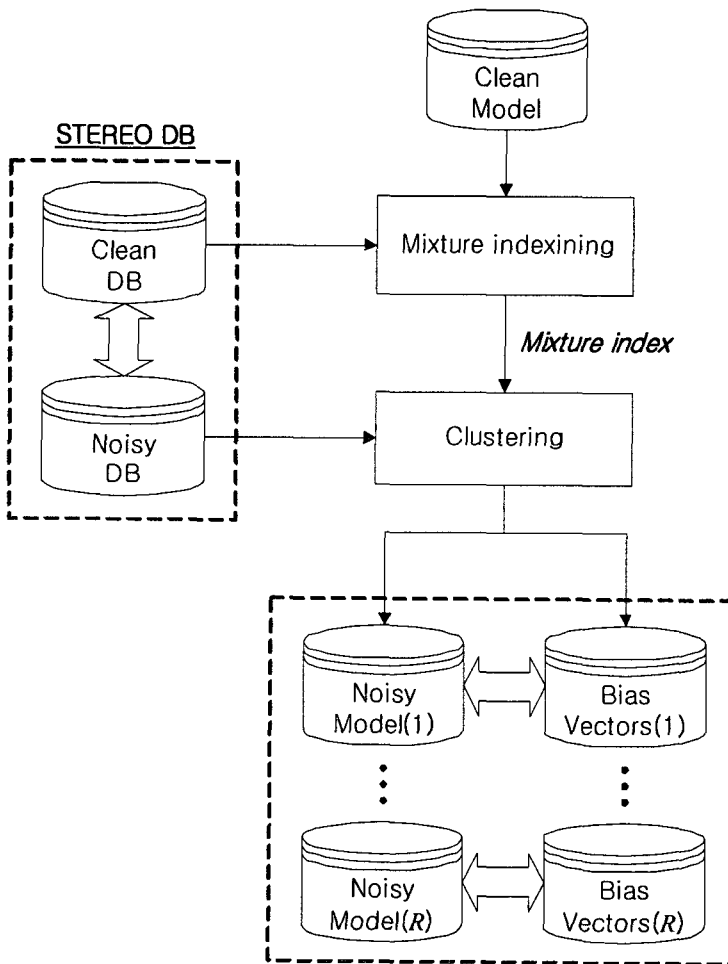 Clean
Model
STEREO DB
Clean
DB
Mixture indexining
Mixture index
Noisy
DB
Clustering
Noisy
Model(1)
Bias
Vectors(1)
Noisy
Model(R)
Bias
Vectors(R)